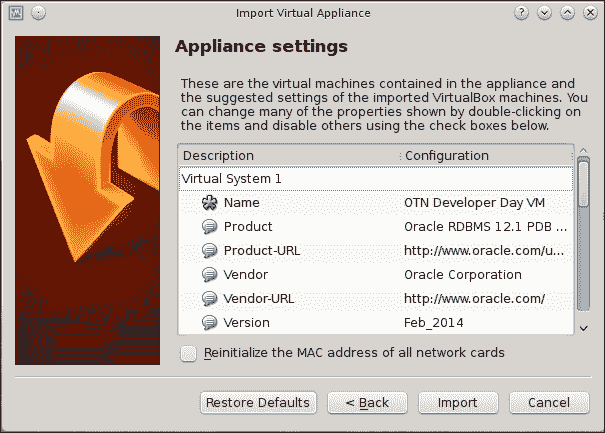 Import Virtual Appliance
Appliance settings
These are the virtual machines contained in the appliance and
the suggested settings of the imported VirtualBox machines. You
can change many of the properties shown by double-clicking on
the items and disable others using the check boxes below.
Description Configuration
Virtual System 1
Name OTN Developer Day VM
Product Oracle RDBMS 12.1 PDB ...
Product-URL http://www.oracle.com/u...
Vendor Oracle Corporation
Vendor-URL http://www.oracle.com/
Version Feb_2014
Reinitialize the MAC address of all network cards
Restore Defaults < Back Import Cancel